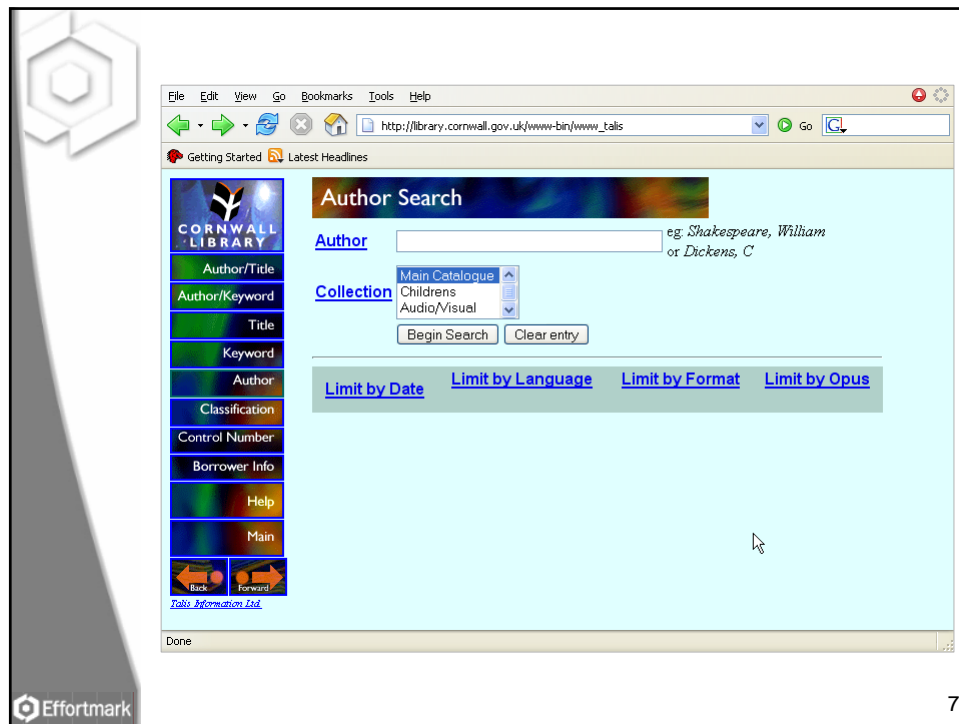 File Edit View Go Bookmarks Tools Help
http://library.cornwall.gov.uk/www-bin/www_talis
Go
G
Getting Started Latest Headlines
CORNWALL
LIBRARY
Author/Title
Author/Keyword
Title
Keyword
Author
Classification
Control Number
Borrower Info
Help
Main
Back Forward
Talis Information Ltd.
Author Search
Author
eg: Shakespeare, William
or Dickens, C
Collection
Main Catalogue
Childrens
Audio/Visual
Begin Search Clear entry
Limit by Date Limit by Language Limit by Format Limit by Opus
Done
Effortmark
7